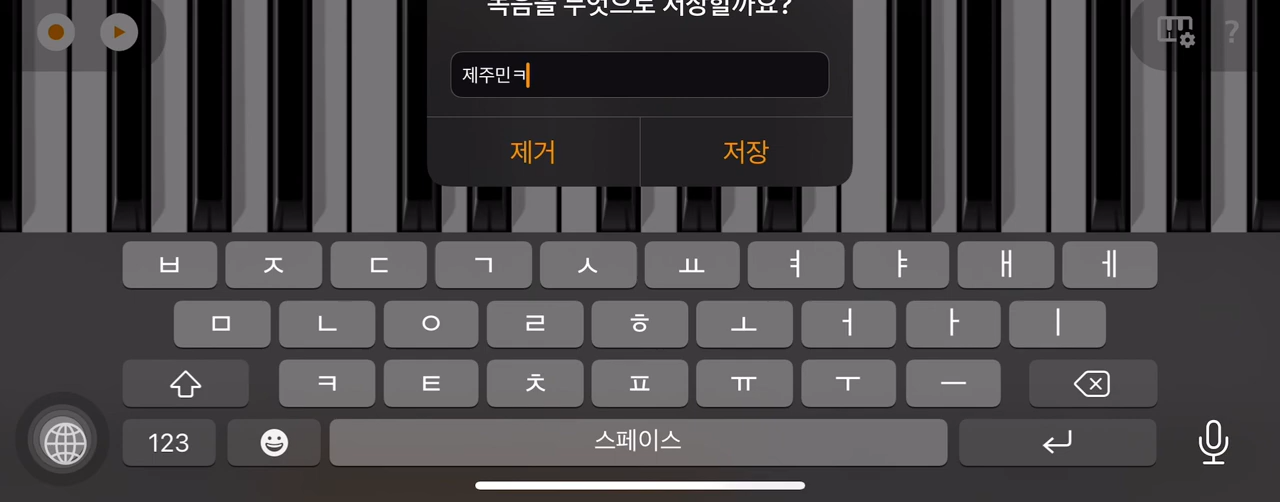 녹음을 무엇으로 저장할까요?
?
제주민ㅋ
제거 저장
ㅂ ㅈ ㄷ ㄱ ㅅ ㅛ ㅕ ㅑ ㅐ ㅔ
ㅁ ㄴ ㅇ ㄹ ㅎ ㅗ ㅓ ㅏ ㅣ
ㅋ ㅌ ㅊ ㅍ ㅠ ㅜ ㅡ
123 스페이스